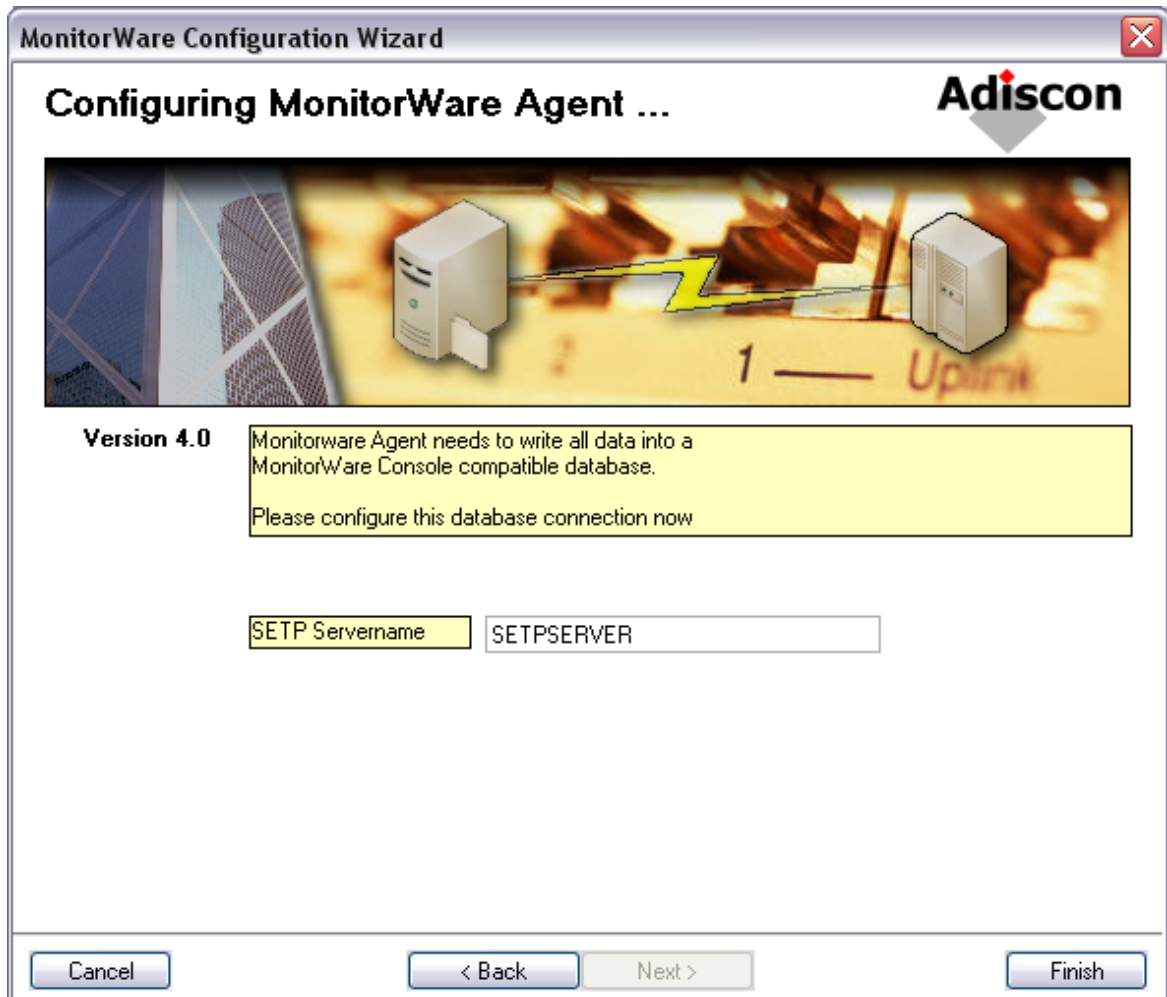 MonitorWare Configuration Wizard
Configuring MonitorWare Agent ...
Adiscon
2
1
Uplink
Version 4.0
Monitorware Agent needs to write all data into a
MonitorWare Console compatible database.
Please configure this database connection now
SETP Servername
SETPSERVER
Cancel
< Back
Next >
Finish